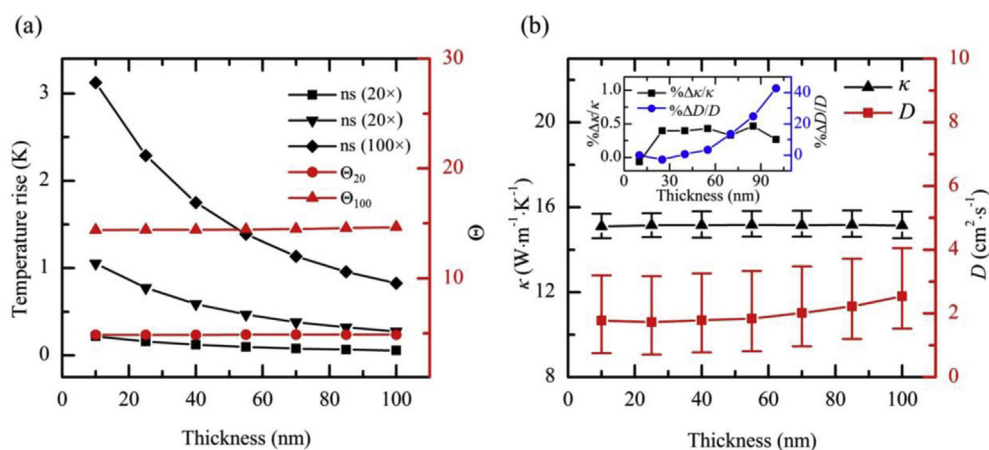 (a)
30
3
ns (20×)
ns (20×)
ns (100×)
Θ20
Θ100
20
2
1
10
0
0
Temperature rise (K)
Θ
0 20 40 60 80 100
Thickness (nm)
(b)
10
20
8
16
6
4
12
2
8
0
κ (W·m-1·K-1)
D (cm2·s-1)
κ
D
1.0
0.5
0.0
%Δκ/κ
%Δκ/κ
%ΔD/D
40
20
0
%ΔD/D
0 30 60 90
Thickness (nm)
0 20 40 60 80 100
Thickness (nm)